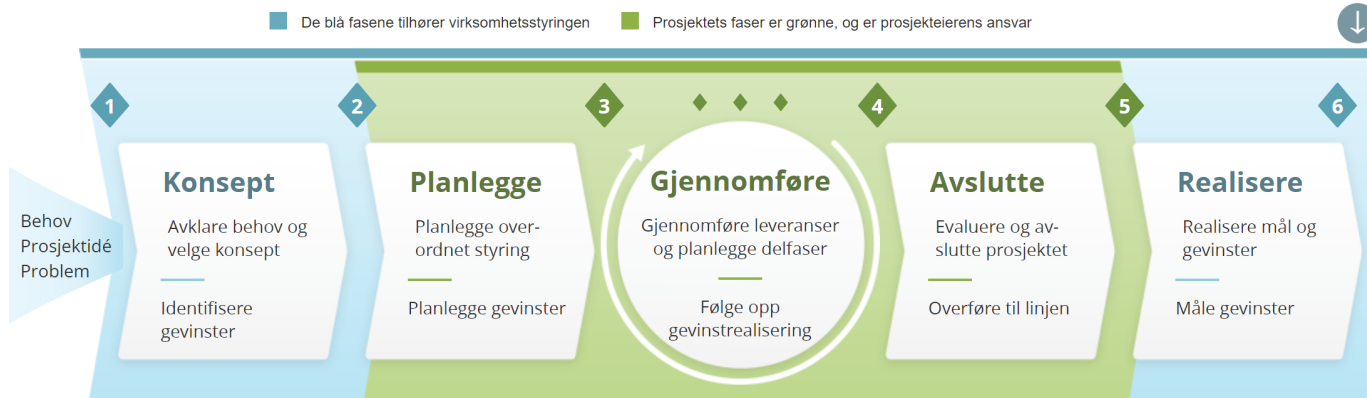 De blå fasene tilhører virksomhetsstyringen
Prosjektets faser er grønne, og er prosjekteierens ansvar
1
2
3
4
5
6
Behov
Prosjektidé
Problem
Konsept
Avklare behov og
velge konsept
Identifisere
gevinster
Planlegge
Planlegge over-
ordnet styring
Planlegge gevinster
Gjennomføre
Gjennomføre leveranser
og planlegge delfaser
Følge opp
gevinstrealisering
Avslutte
Evaluere og av-
slutte prosjektet
Overføre til linjen
Realisere
Realisere mål og
gevinster
Måle gevinster